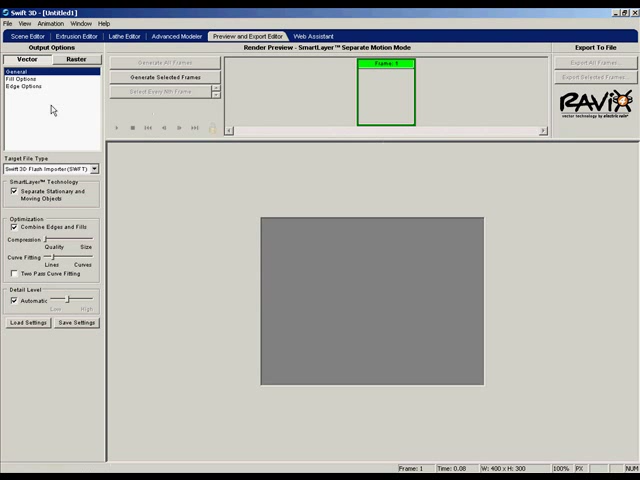 Swift 3D - [Untitled1]
File View Animation Window Help
Scene Editor Extrusion Editor Lathe Editor Advanced Modeler Preview and Export Editor Web Assistant
Output Options
Render Preview - SmartLayer™ Separate Motion Mode
Export To File
Vector Raster
General
Fill Options
Edge Options
Generate All Frames
Generate Selected Frames
Select Every Nth Frame
Frame: 1
Export All Frames...
Export Selected Frames...
RAVIX
vector technology by electric rain
Target File Type
Swift 3D Flash Importer (SWFT)
SmartLayer™ Technology
Separate Stationary and
Moving Objects
Optimization
Combine Edges and Fills
Compression
Quality Size
Curve Fitting
Lines Curves
Two Pass Curve Fitting
Detail Level
Automatic
Low High
Load Settings Save Settings
Frame: 1 Time: 0.08 W: 400 x H: 300 100% PX NUM